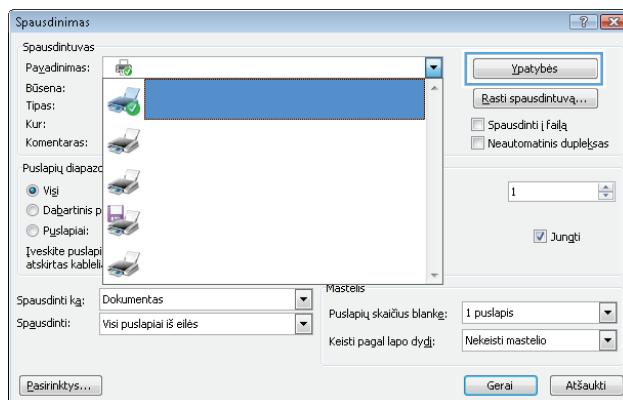 Spausdinimas
Spausdintuvas
Pavadinimas:
Ypatybės
Būsena:
Tipas:
Rasti spausdintuvą...
Kur:
Spausdinti į failą
Komentaras:
Neautomatinis dupleksas
Puslapių diapazo
Visi
1
Dabartinis p
Puslapiai:
Jungti
Įveskite puslapi
atskirtas kableli
Mastelis
Spausdinti ką: Dokumentas
Puslapių skaičius blanke: 1 puslapis
Spausdinti: Visi puslapiai iš eilės
Keisti pagal lapo dydį: Nekeisti mastelio
Pasirinktys...
Gerai
Atšaukti